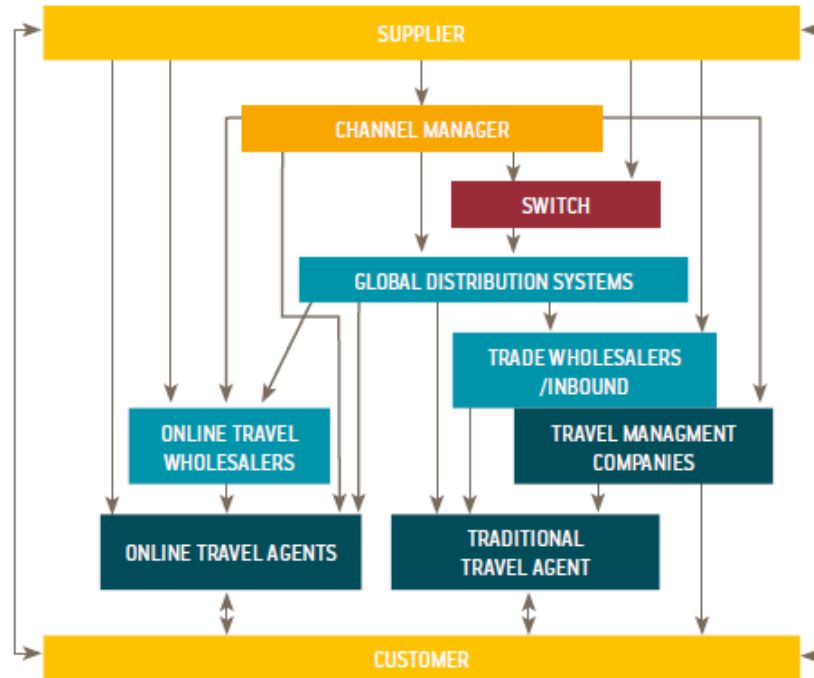 SUPPLIER
CHANNEL MANAGER
SWITCH
GLOBAL DISTRIBUTION SYSTEMS
TRADE WHOLESALERS
/INBOUND
ONLINE TRAVEL
WHOLESALERS
TRAVEL MANAGMENT
COMPANIES
ONLINE TRAVEL AGENTS
TRADITIONAL
TRAVEL AGENT
CUSTOMER